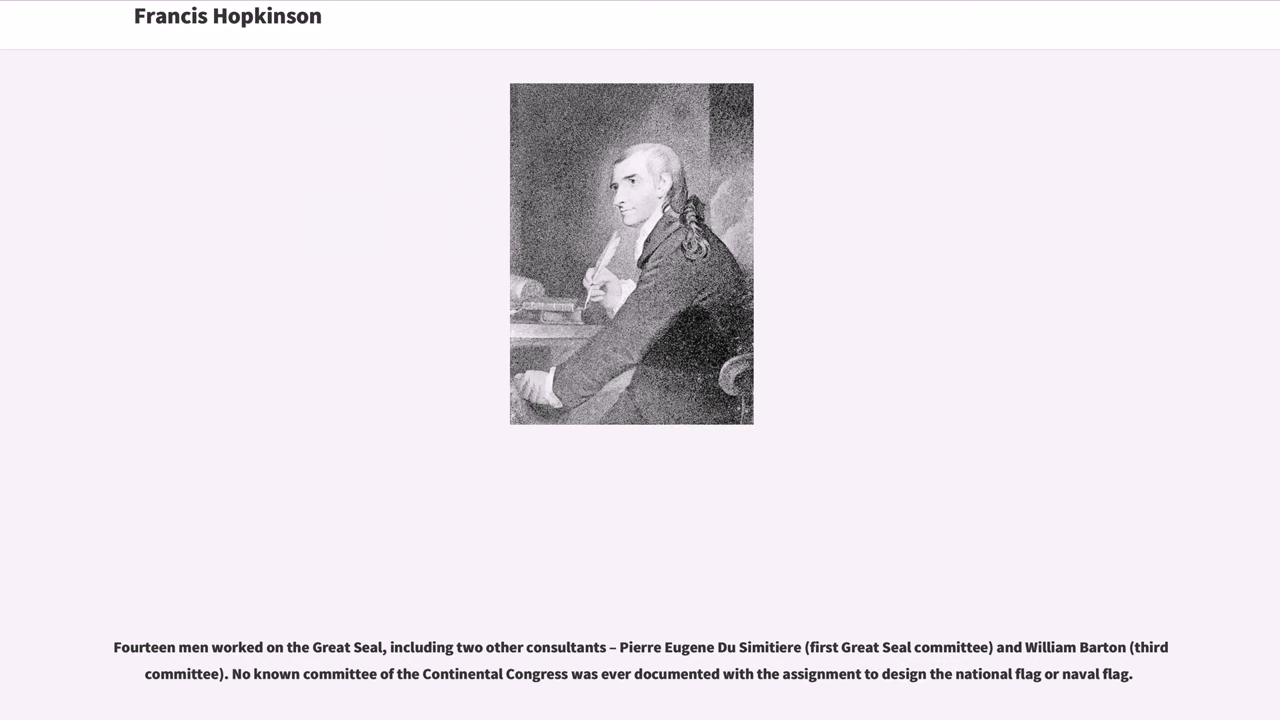 Francis Hopkinson
Fourteen men worked on the Great Seal, including two other consultants – Pierre Eugene Du Simitiere (first Great Seal committee) and William Barton (third
committee). No known committee of the Continental Congress was ever documented with the assignment to design the national flag or naval flag.